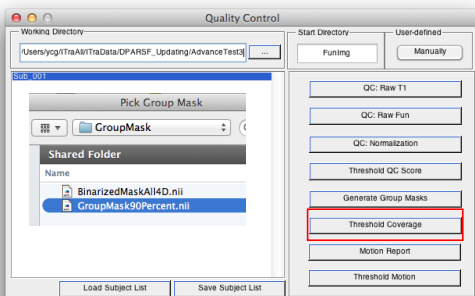 Quality Control
Working Directory
/Users/ycg/ITraAll/ITraData/DPARSF_Updating/AdvanceTest3
...
Start Directory
FunImg
User-defined
Manually
Sub_001
Pick Group Mask
GroupMask
Shared Folder
Name
BinarizedMaskAll4D.nii
GroupMask90Percent.nii
QC: Raw T1
QC: Raw Fun
QC: Normalization
Threshold QC Score
Generate Group Masks
Threshold Coverage
Motion Report
Threshold Motion
Load Subject List
Save Subject List